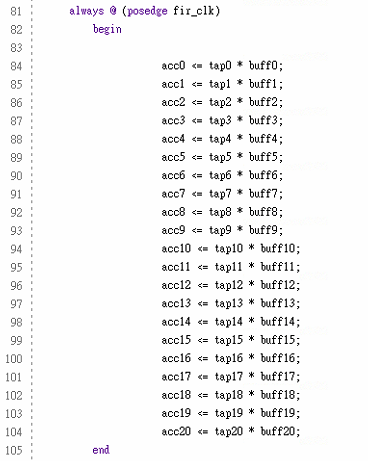 81 always @ (posedge fir_clk)
82 begin
83
84 acc0 <= tap0 * buff0;
85 acc1 <= tap1 * buff1;
86 acc2 <= tap2 * buff2;
87 acc3 <= tap3 * buff3;
88 acc4 <= tap4 * buff4;
89 acc5 <= tap5 * buff5;
90 acc6 <= tap6 * buff6;
91 acc7 <= tap7 * buff7;
92 acc8 <= tap8 * buff8;
93 acc9 <= tap9 * buff9;
94 acc10 <= tap10 * buff10;
95 acc11 <= tap11 * buff11;
96 acc12 <= tap12 * buff12;
97 acc13 <= tap13 * buff13;
98 acc14 <= tap14 * buff14;
99 acc15 <= tap15 * buff15;
100 acc16 <= tap16 * buff16;
101 acc17 <= tap17 * buff17;
102 acc18 <= tap18 * buff18;
103 acc19 <= tap19 * buff19;
104 acc20 <= tap20 * buff20;
105 end